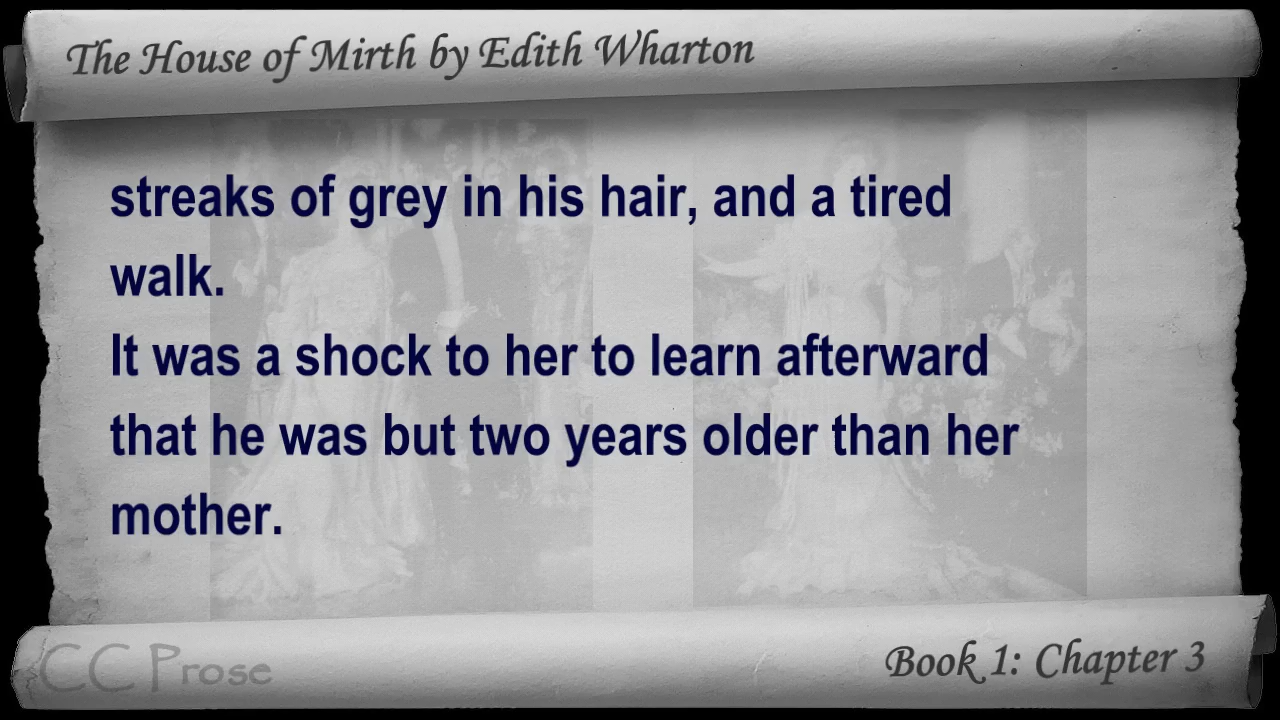 The House of Mirth by Edith Wharton
streaks of grey in his hair, and a tired
walk.
It was a shock to her to learn afterward
that he was but two years older than her
mother.
CC Prose
Book 1: Chapter 3